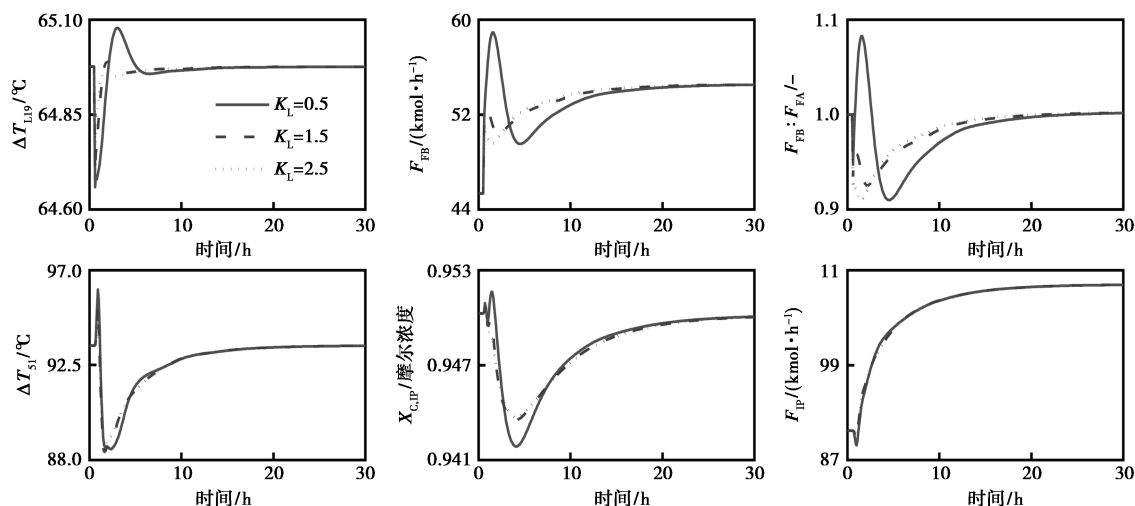 65.10
64.85
64.60
ΔT_L19/℃
K_L=0.5
K_L=1.5
K_L=2.5
0 10 20 30
时间/h
60
52
44
F_FB/(kmol·h⁻¹)
0 10 20 30
时间/h
1.1
1.0
0.9
F_FB:F_FA/–
0 10 20 30
时间/h
97.0
92.5
88.0
ΔT_51/℃
0 10 20 30
时间/h
0.953
0.947
0.941
X_C,IP/摩尔浓度
0 10 20 30
时间/h
11
99
87
F_IP/(kmol·h⁻¹)
0 10 20 30
时间/h